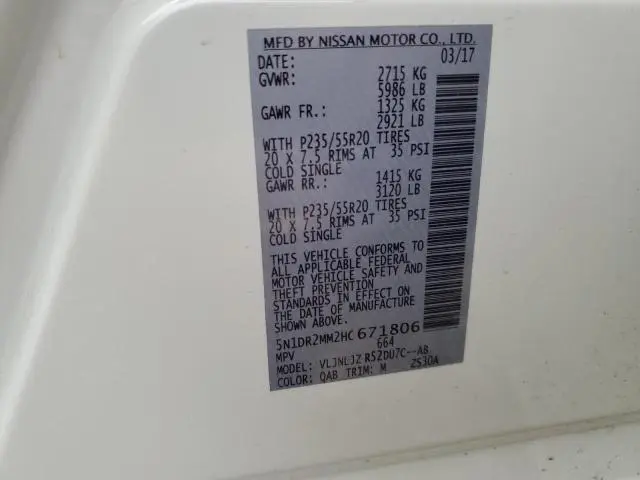 MFD BY NISSAN MOTOR CO., LTD.
DATE: 03/17
GVWR: 2715 KG
5986 LB
GAWR FR.: 1325 KG
2921 LB
WITH P235/55R20 TIRES
20 X 7.5 RIMS AT 35 PSI
COLD SINGLE
GAWR RR.: 1415 KG
3120 LB
WITH P235/55R20 TIRES
20 X 7.5 RIMS AT 35 PSI
COLD SINGLE
THIS VEHICLE CONFORMS TO
ALL APPLICABLE FEDERAL
MOTOR VEHICLE SAFETY AND
THEFT PREVENTION
STANDARDS IN EFFECT ON
THE DATE OF MANUFACTURE
SHOWN ABOVE.
5N1DR2MM2HC671806
MPV 664
MODEL: VLJNLJZ R52DU7C--AB
COLOR: QAB TRIM: M ZS30A